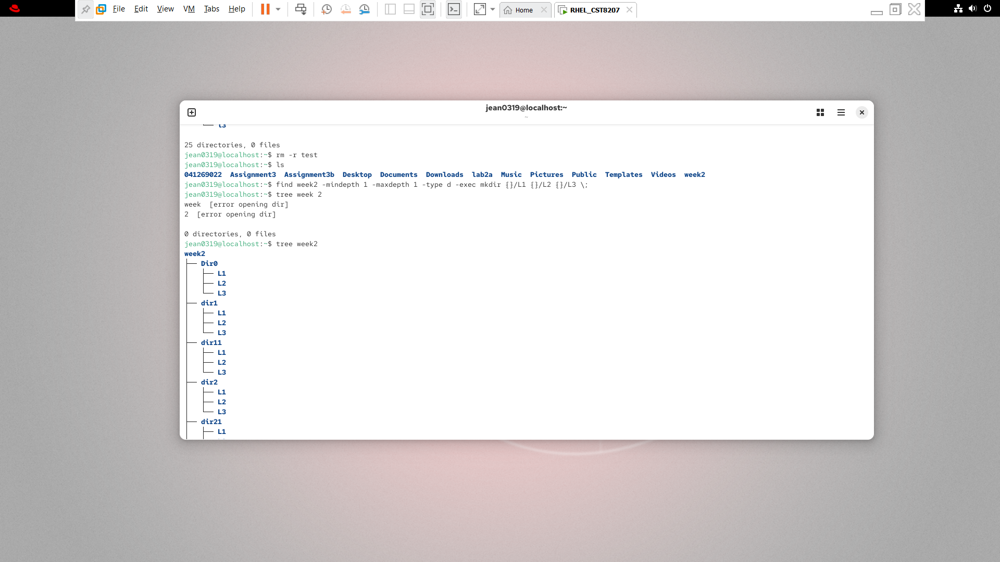 File Edit View VM Tabs Help Home RHEL_CST8207
jean0319@localhost:~
~
└── l3
25 directories, 0 files
jean0319@localhost:~$ rm -r test
jean0319@localhost:~$ ls
041269022  Assignment3  Assignment3b  Desktop  Documents  Downloads  lab2a  Music  Pictures  Public  Templates  Videos  week2
jean0319@localhost:~$ find week2 -mindepth 1 -maxdepth 1 -type d -exec mkdir {}/L1 {}/L2 {}/L3 \;
jean0319@localhost:~$ tree week 2
week  [error opening dir]
2  [error opening dir]
0 directories, 0 files
jean0319@localhost:~$ tree week2
week2
├── Dir0
│   ├── L1
│   ├── L2
│   └── L3
├── dir1
│   ├── L1
│   ├── L2
│   └── L3
├── dir11
│   ├── L1
│   ├── L2
│   └── L3
├── dir2
│   ├── L1
│   ├── L2
│   └── L3
├── dir21
│   ├── L1